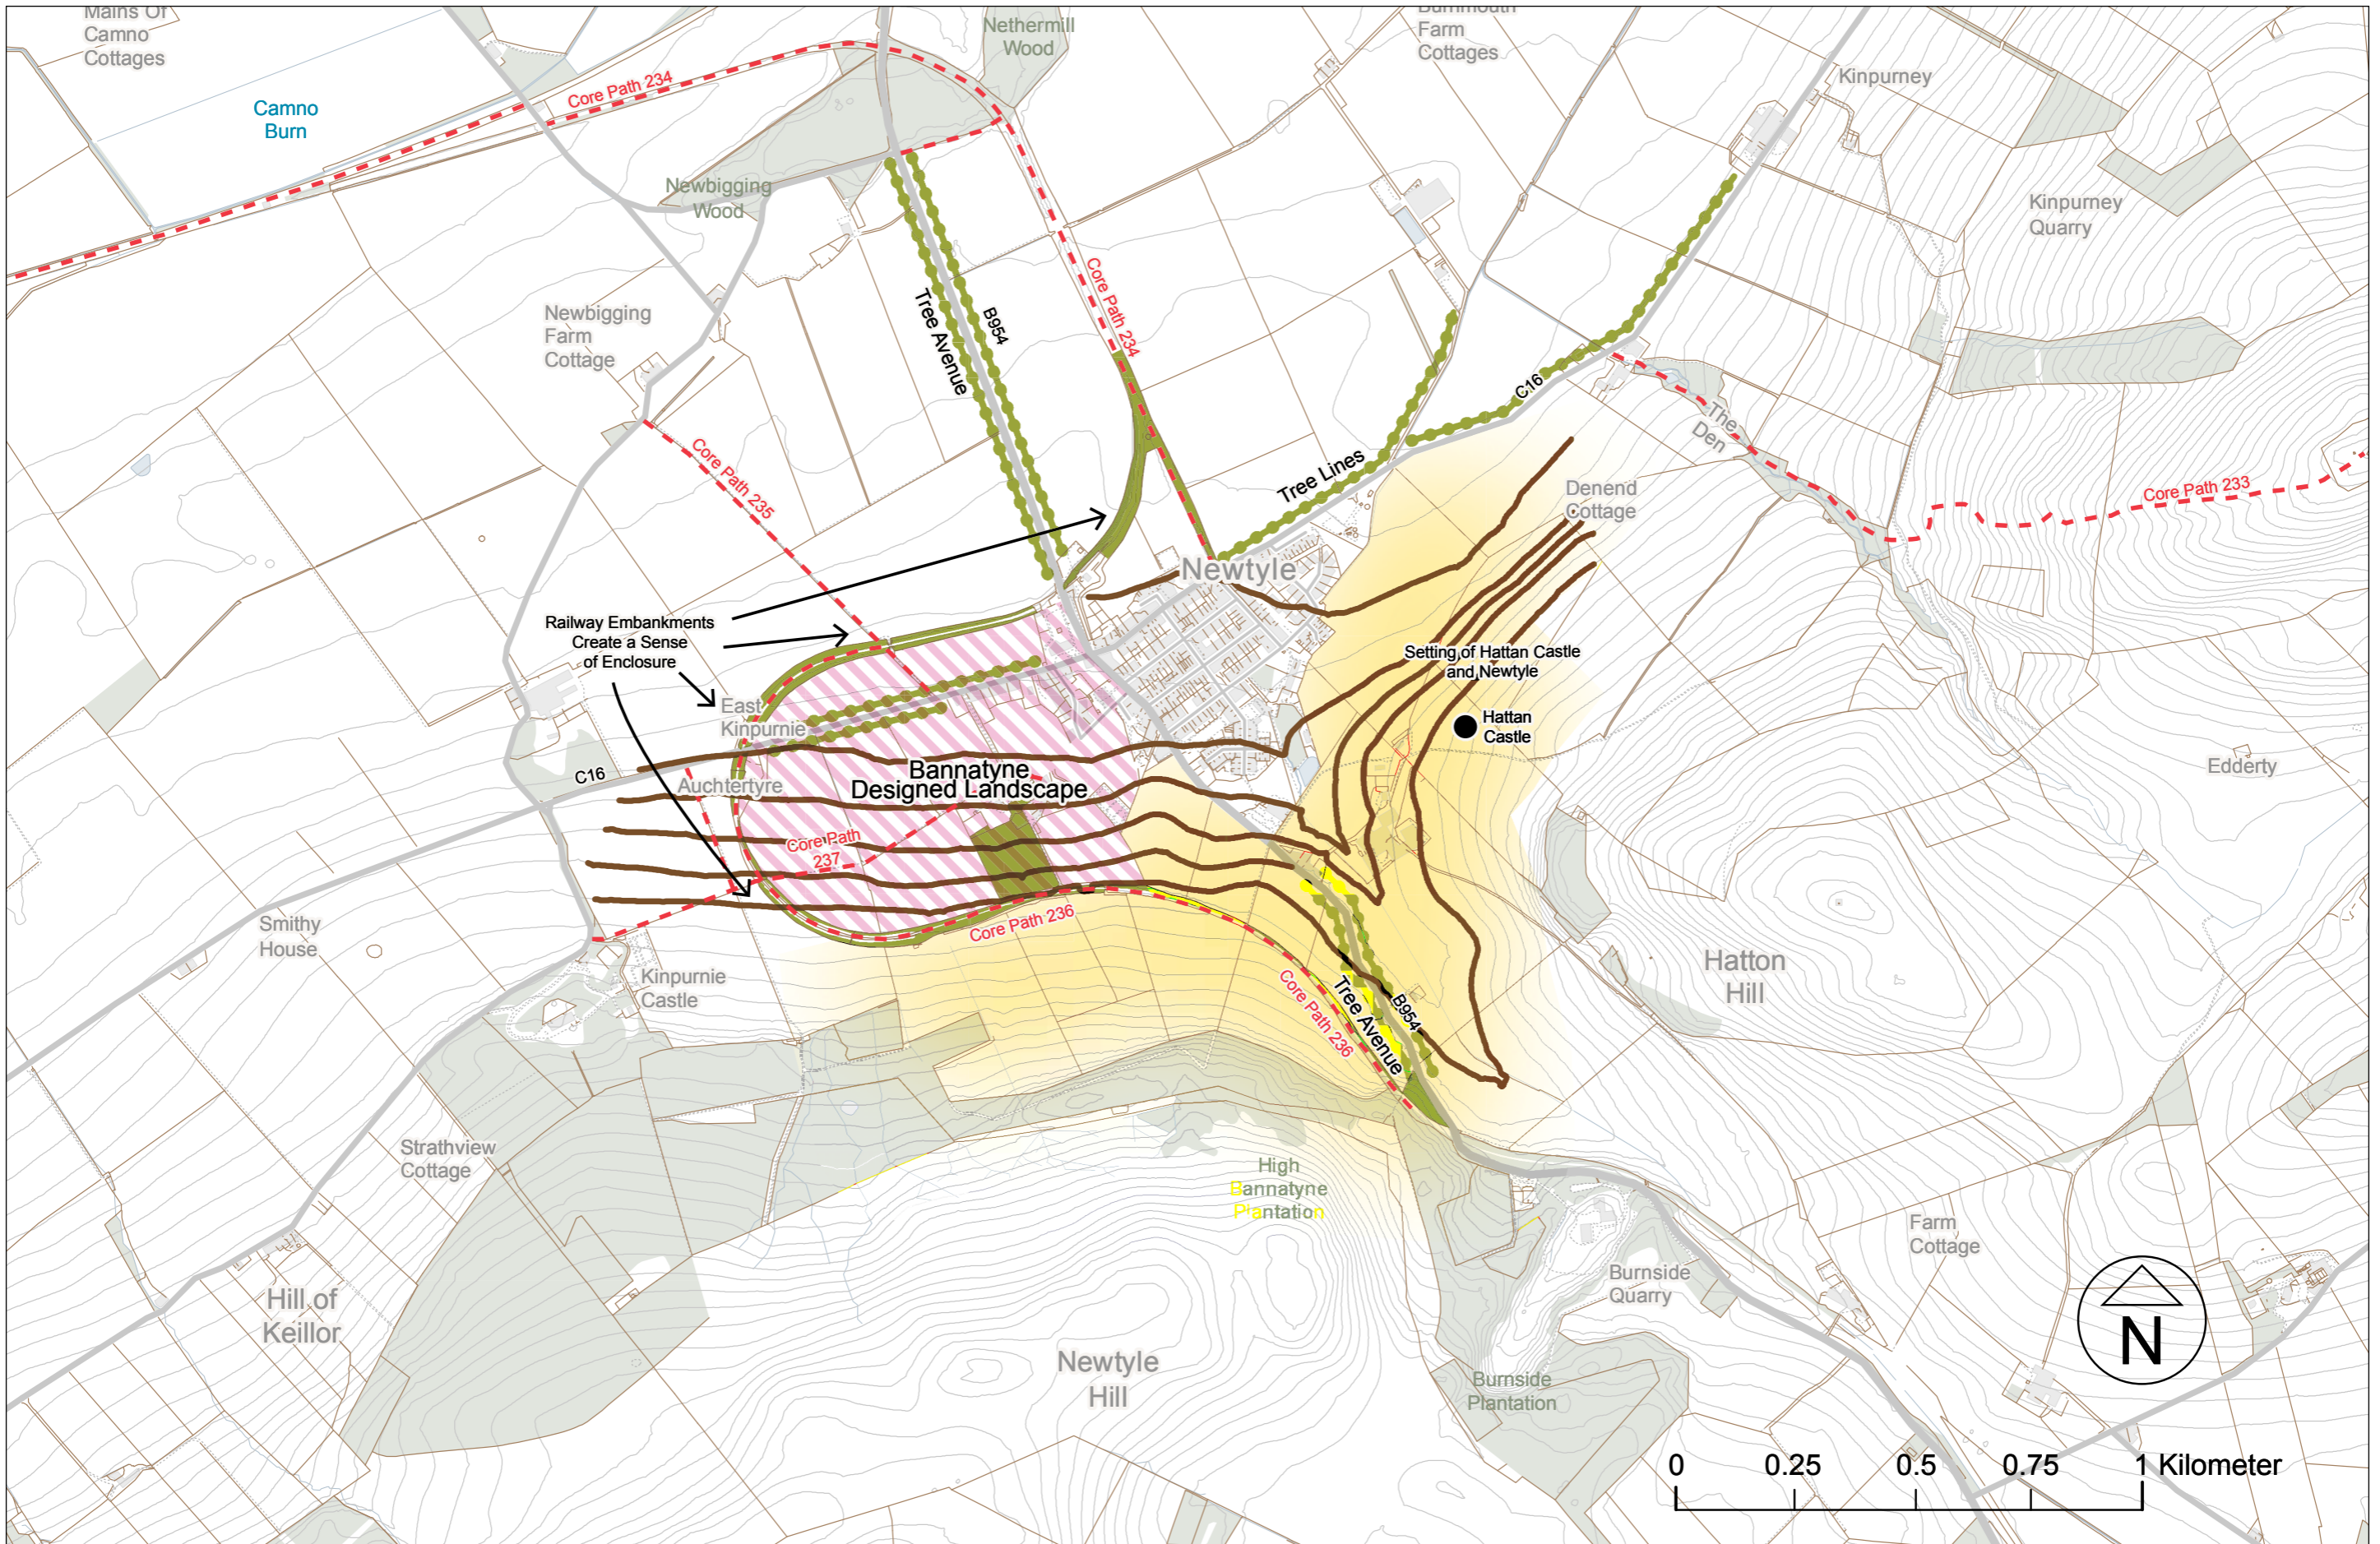 Mains Of
Camno
Cottages
Camno
Burn
Core Path 234
Nethermill
Wood
Burnmouth
Farm
Cottages
Kinpurney
Kinpurney
Quarry
Newbigging
Wood
Newbigging
Farm
Cottage
Tree Avenue
B954
Core Path 234
C16
The
Den
Core Path 235
Tree Lines
Denend
Cottage
Core Path 233
Newtyle
Railway Embankments
Create a Sense
of Enclosure
Setting of Hattan Castle
and Newtyle
East
Kinpurnie
Hattan
Castle
C16
Auchtertyre
Bannatyne
Designed Landscape
Edderty
Core Path
237
Core Path 236
Smithy
House
Kinpurnie
Castle
Hatton
Hill
Core Path 236
Tree Avenue
B954
Strathview
Cottage
High
Bannatyne
Plantation
Farm
Cottage
Burnside
Quarry
Hill of
Keillor
N
Newtyle
Hill
Burnside
Plantation
0 0.25 0.5 0.75 1 Kilometer